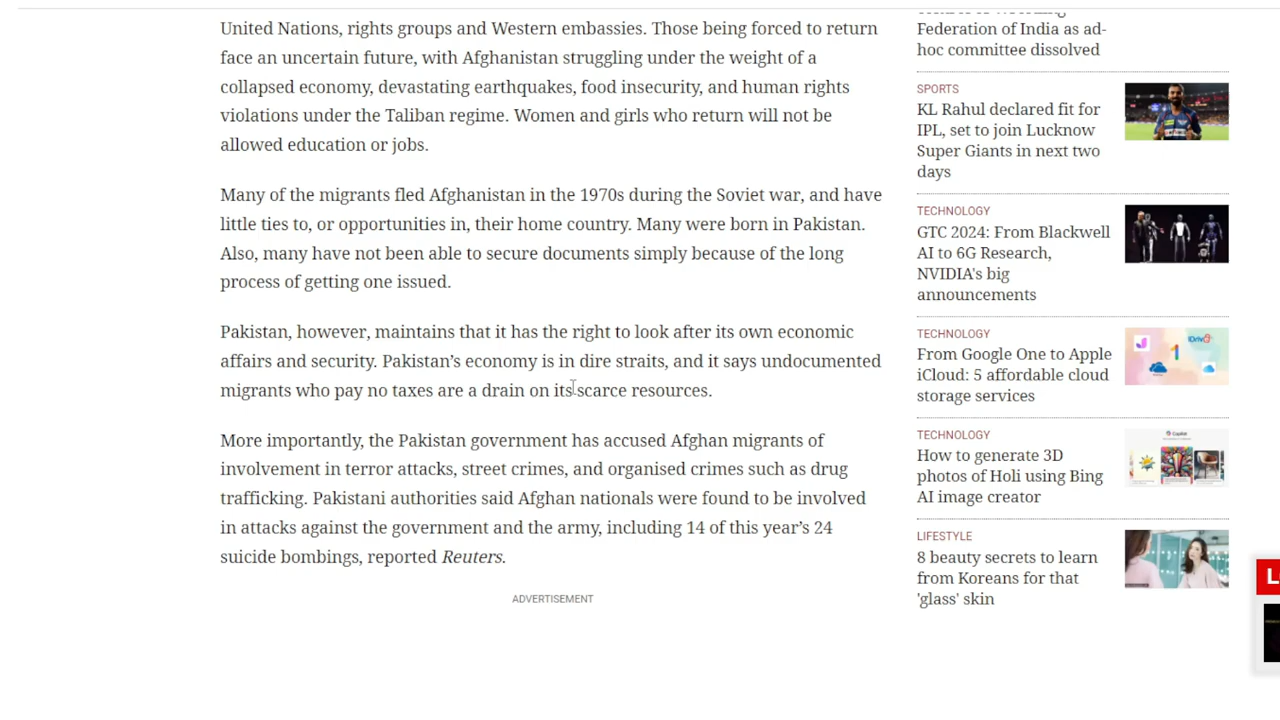 United Nations, rights groups and Western embassies. Those being forced to return
face an uncertain future, with Afghanistan struggling under the weight of a
collapsed economy, devastating earthquakes, food insecurity, and human rights
violations under the Taliban regime. Women and girls who return will not be
allowed education or jobs.
Many of the migrants fled Afghanistan in the 1970s during the Soviet war, and have
little ties to, or opportunities in, their home country. Many were born in Pakistan.
Also, many have not been able to secure documents simply because of the long
process of getting one issued.
Pakistan, however, maintains that it has the right to look after its own economic
affairs and security. Pakistan’s economy is in dire straits, and it says undocumented
migrants who pay no taxes are a drain on its scarce resources.
More importantly, the Pakistan government has accused Afghan migrants of
involvement in terror attacks, street crimes, and organised crimes such as drug
trafficking. Pakistani authorities said Afghan nationals were found to be involved
in attacks against the government and the army, including 14 of this year’s 24
suicide bombings, reported Reuters.
ADVERTISEMENT
Federation of India as ad-
hoc committee dissolved
SPORTS
KL Rahul declared fit for
IPL, set to join Lucknow
Super Giants in next two
days
TECHNOLOGY
GTC 2024: From Blackwell
AI to 6G Research,
NVIDIA's big
announcements
TECHNOLOGY
From Google One to Apple
iCloud: 5 affordable cloud
storage services
TECHNOLOGY
How to generate 3D
photos of Holi using Bing
AI image creator
LIFESTYLE
8 beauty secrets to learn
from Koreans for that
'glass' skin